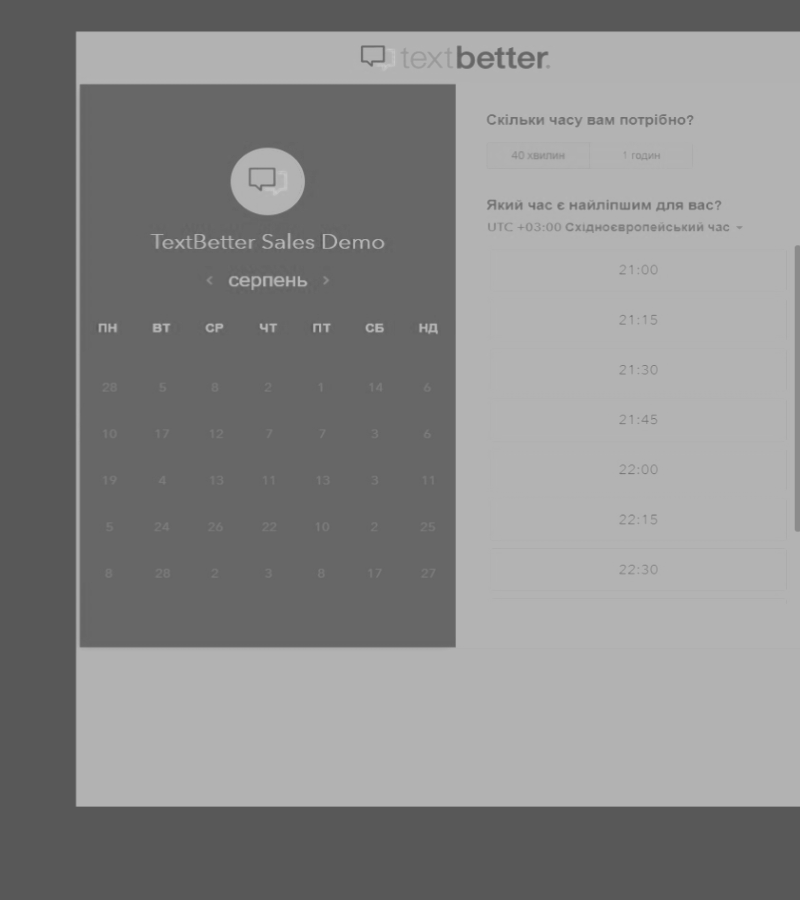 textbetter.
TextBetter Sales Demo
< серпень >
ПН ВТ СР ЧТ ПТ СБ НД
28 5 8 2 1 14 6
10 17 12 7 7 3 6
19 4 13 11 13 3 11
5 24 26 22 10 2 25
8 28 2 3 8 17 27
Скільки часу вам потрібно?
40 хвилин 1 годин
Який час є найліпшим для вас?
UTC +03:00 Східноєвропейський час
21:00
21:15
21:30
21:45
22:00
22:15
22:30